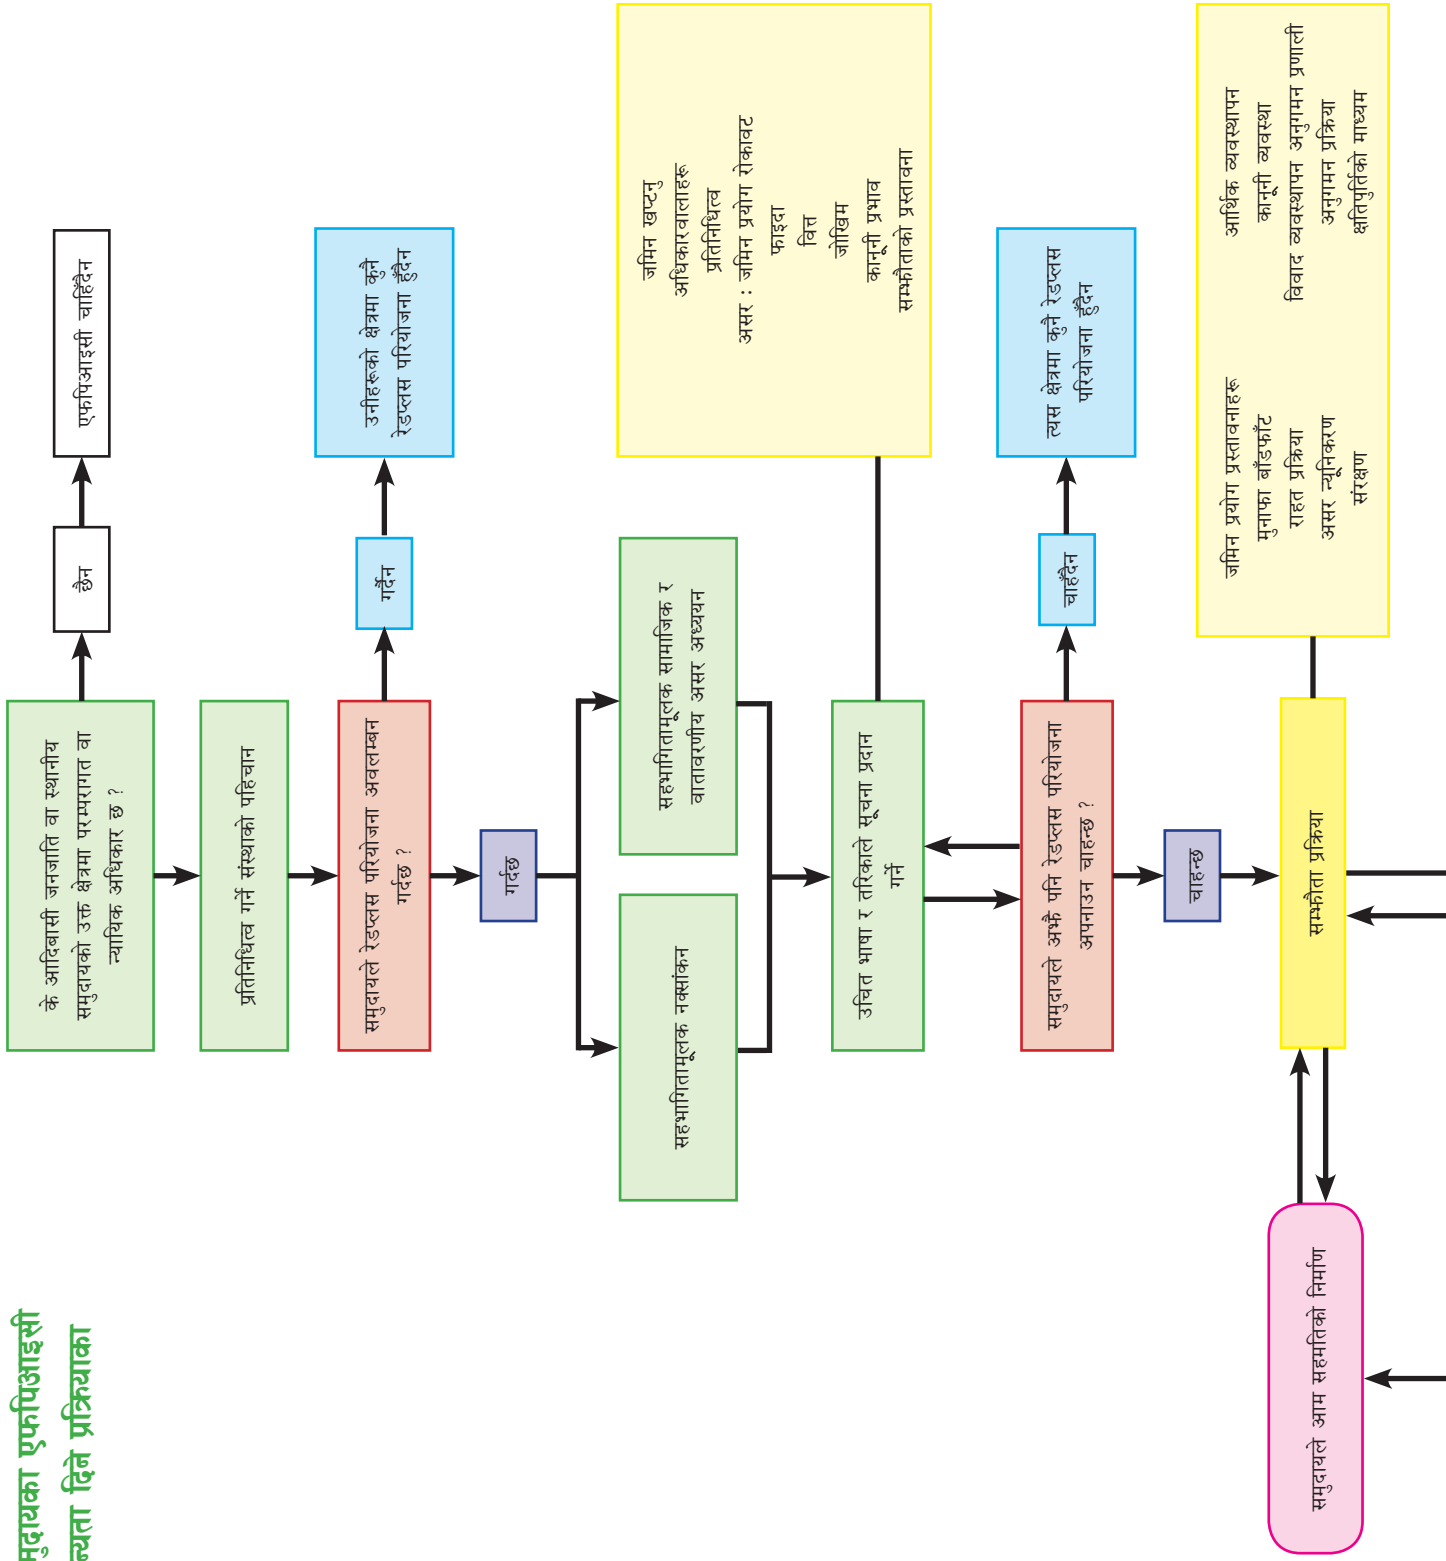 मुदायका एफपिआइसी
न्यता दिने प्रक्रियाका
के आदिबासी जनजाति वा स्थानीय
समुदायको उक्त क्षेत्रमा परम्परागत वा
न्यायिक अधिकार छ ?
छैन
एफपिआइसी चाहिँदैन
प्रतिनिधित्व गर्ने संस्थाको पहिचान
समुदायले रेडप्लस परियोजना अवलम्बन
गर्दछ ?
गर्दैन
उनीहरूको क्षेत्रमा कुनै
रेडप्लस परियोजना हुँदैन
गर्दछ
सहभागितामूलक नक्सांकन
सहभागितामूलक सामाजिक र
वातावरणीय असर अध्ययन
जमिन खप्टनु
अधिकारवालाहरू
प्रतिनिधित्व
असर : जमिन प्रयोग रोकावट
फाइदा
वित्त
जोखिम
कानूनी प्रभाव
सम्झौताको प्रस्तावना
उचित भाषा र तरिकाले सूचना प्रदान
गर्ने
समुदायले अझै पनि रेडप्लस परियोजना
अपनाउन चाहन्छ ?
चाहँदैन
त्यस क्षेत्रमा कुनै रेडप्लस
परियोजना हुँदैन
चाहन्छ
सम्झौता प्रक्रिया
जमिन प्रयोग प्रस्तावनाहरू
मुनाफा बाँडफाँट
राहत प्रक्रिया
असर न्यूनिकरण
संरक्षण
आर्थिक व्यवस्थापन
कानूनी व्यवस्था
विवाद व्यवस्थापन अनुगमन प्रणाली
अनुगमन प्रक्रिया
क्षतिपुर्तिको माध्यम
समुदायले आम सहमतिको निर्माण